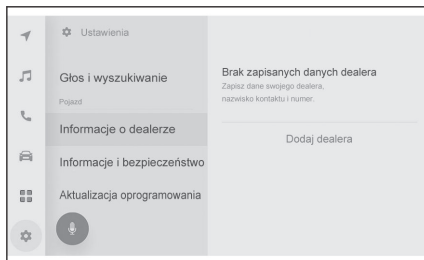 Ustawienia
Głos i wyszukiwanie
Pojazd
Informacje o dealerze
Informacje i bezpieczeństwo
Aktualizacja oprogramowania
Brak zapisanych danych dealera
Zapisz dane swojego dealera,
nazwisko kontaktu i numer.
Dodaj dealera